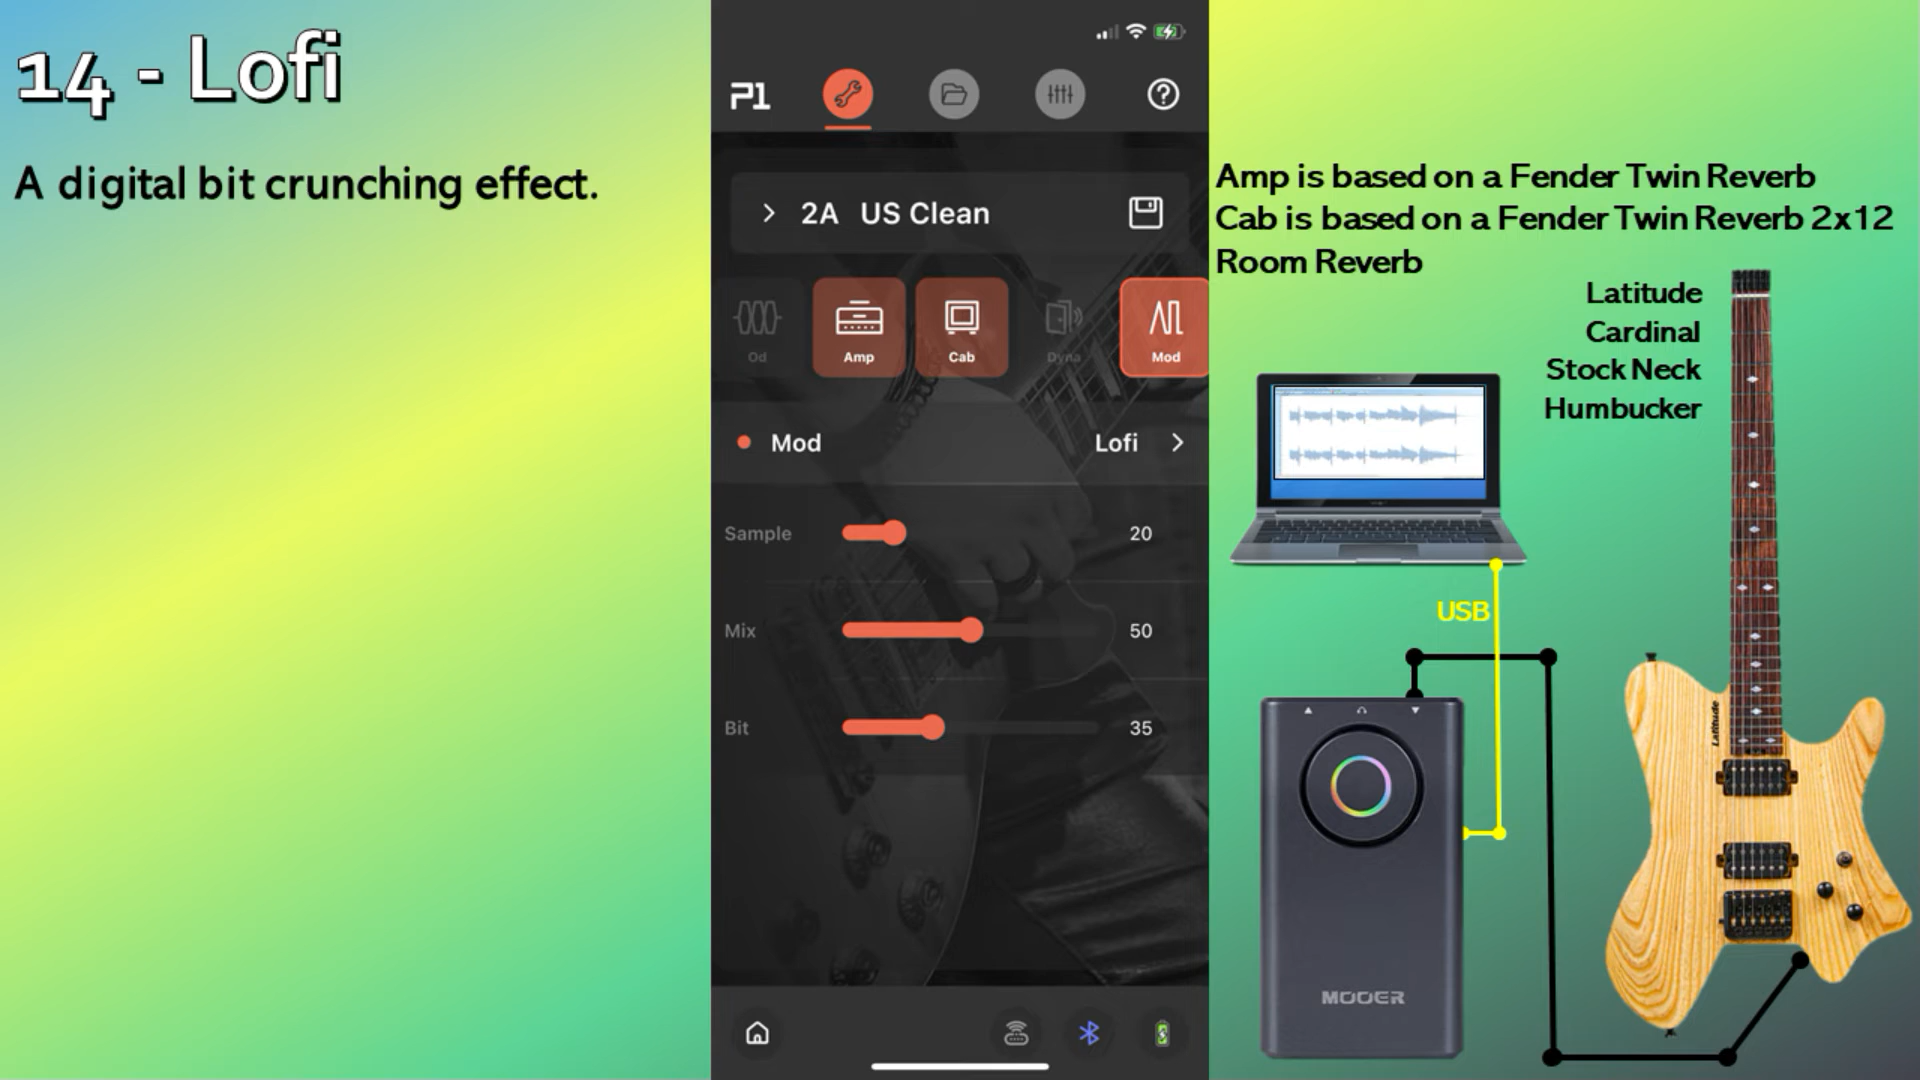 14 - Lofi
A digital bit crunching effect.
P1
2A US Clean
Od
Amp
Cab
Dyna
Mod
Mod
Lofi
Sample
20
Mix
50
Bit
35
Amp is based on a Fender Twin Reverb
Cab is based on a Fender Twin Reverb 2x12
Room Reverb
Latitude
Cardinal
Stock Neck
Humbucker
USB
Latitude
MOOER